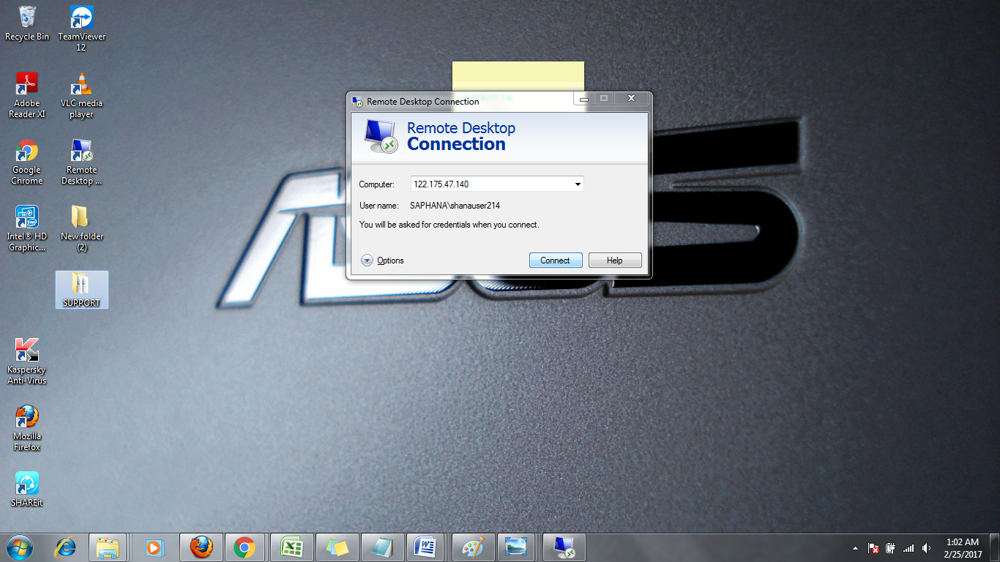 Recycle Bin
TeamViewer
12
Adobe
Reader XI
VLC media
player
Google
Chrome
Remote
Desktop ...
Intel® HD
Graphic...
New folder
(2)
SUPPORT
Kaspersky
Anti-Virus
Mozilla
Firefox
SHAREit
Remote Desktop Connection
Remote Desktop
Connection
Computer: 122.175.47.140
User name: SAPHANA\shanauser214
You will be asked for credentials when you connect.
Options Connect Help
1:02 AM
2/25/2017